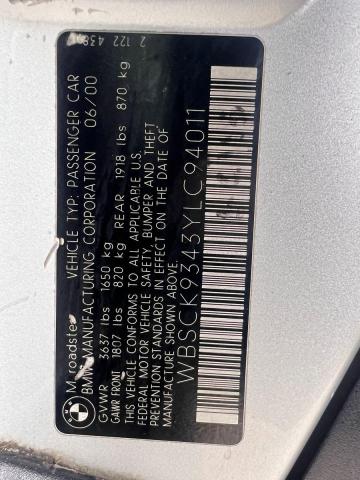 M roadster VEHICLE TYP: PASSENGER CAR
BMW MANUFACTURING CORPORATION 06/00
GVWR 3637 lbs 1650 kg
GAWR FRONT 1807 lbs 820 kg REAR 1918 lbs 870 kg
THIS VEHICLE CONFORMS TO ALL APPLICABLE U.S.
FEDERAL MOTOR VEHICLE SAFETY, BUMPER AND THEFT
PREVENTION STANDARDS IN EFFECT ON THE DATE OF
MANUFACTURE SHOWN ABOVE.
WBSCK9343YLC94011
2 122 438